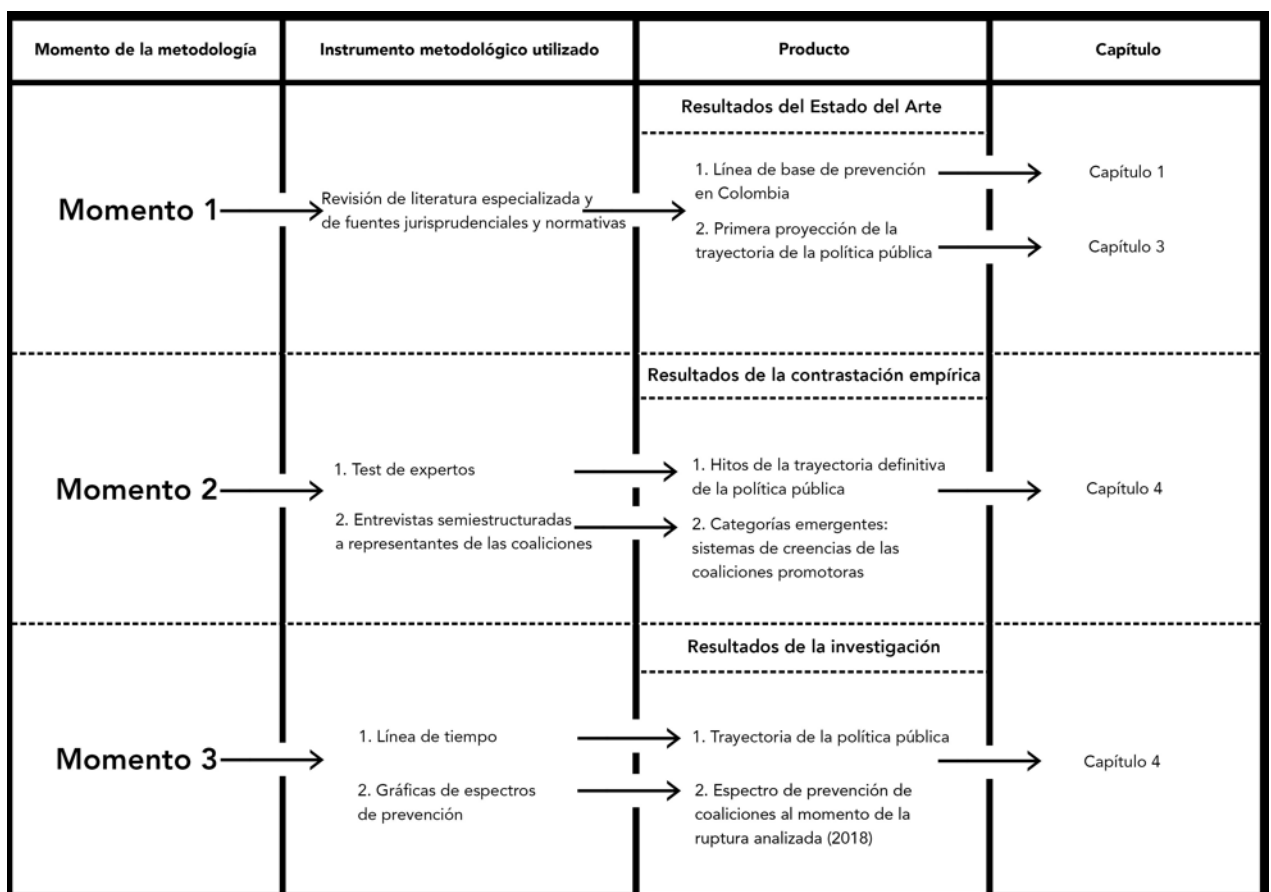 Momento de la metodología
Instrumento metodológico utilizado
Producto
Capítulo
Resultados del Estado del Arte
Momento 1
Revisión de literatura especializada y
de fuentes jurisprudenciales y normativas
1. Línea de base de prevención
en Colombia
2. Primera proyección de la
trayectoria de la política pública
Capítulo 1
Capítulo 3
Resultados de la contrastación empírica
Momento 2
1. Test de expertos
2. Entrevistas semiestructuradas
a representantes de las coaliciones
1. Hitos de la trayectoria definitiva
de la política pública
2. Categorías emergentes:
sistemas de creencias de las
coaliciones promotoras
Capítulo 4
Resultados de la investigación
Momento 3
1. Línea de tiempo
2. Gráficas de espectros
de prevención
1. Trayectoria de la política pública
2. Espectro de prevención de
coaliciones al momento de la
ruptura analizada (2018)
Capítulo 4